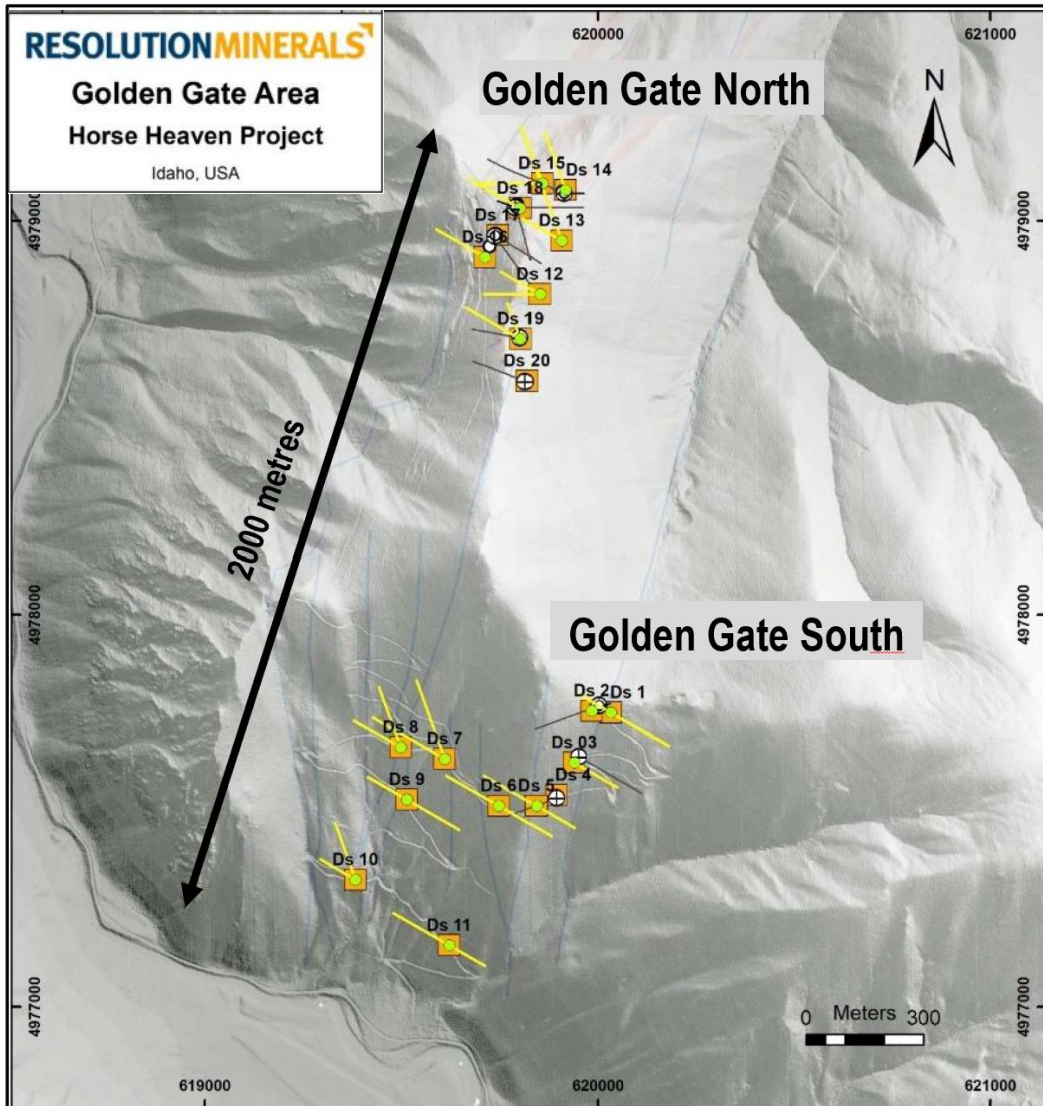 RESOLUTIONMINERALS
Golden Gate Area
Horse Heaven Project
Idaho, USA
620000
621000
Golden Gate North
N
Ds 15
Ds 14
Ds 18
4979000
4979000
Ds 17
Ds 13
Ds 12
Ds 19
Ds 20
2000 metres
4978000
4978000
Golden Gate South
Ds 2
Ds 1
Ds 8
Ds 7
Ds 03
Ds 4
Ds 9
Ds 6
Ds 5
Ds 10
Ds 11
4977000
4977000
Meters
0
300
619000
620000
621000